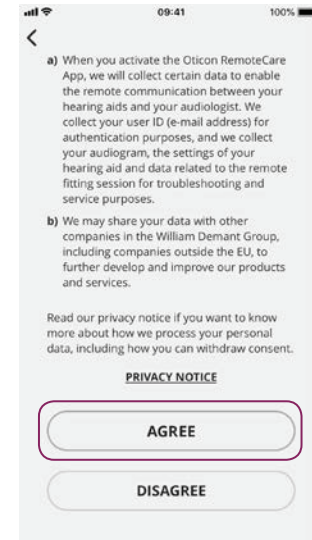 09:41
100%
a) When you activate the Oticon RemoteCare
App, we will collect certain data to enable
the remote communication between your
hearing aids and your audiologist. We
collect your user ID (e-mail address) for
authentication purposes, and we collect
your audiogram, the settings of your
hearing aid and data related to the remote
fitting session for troubleshooting and
service purposes.
b) We may share your data with other
companies in the William Demant Group,
including companies outside the EU, to
further develop and improve our products
and services.
Read our privacy notice if you want to know
more about how we process your personal
data, including how you can withdraw consent.
PRIVACY NOTICE
AGREE
DISAGREE